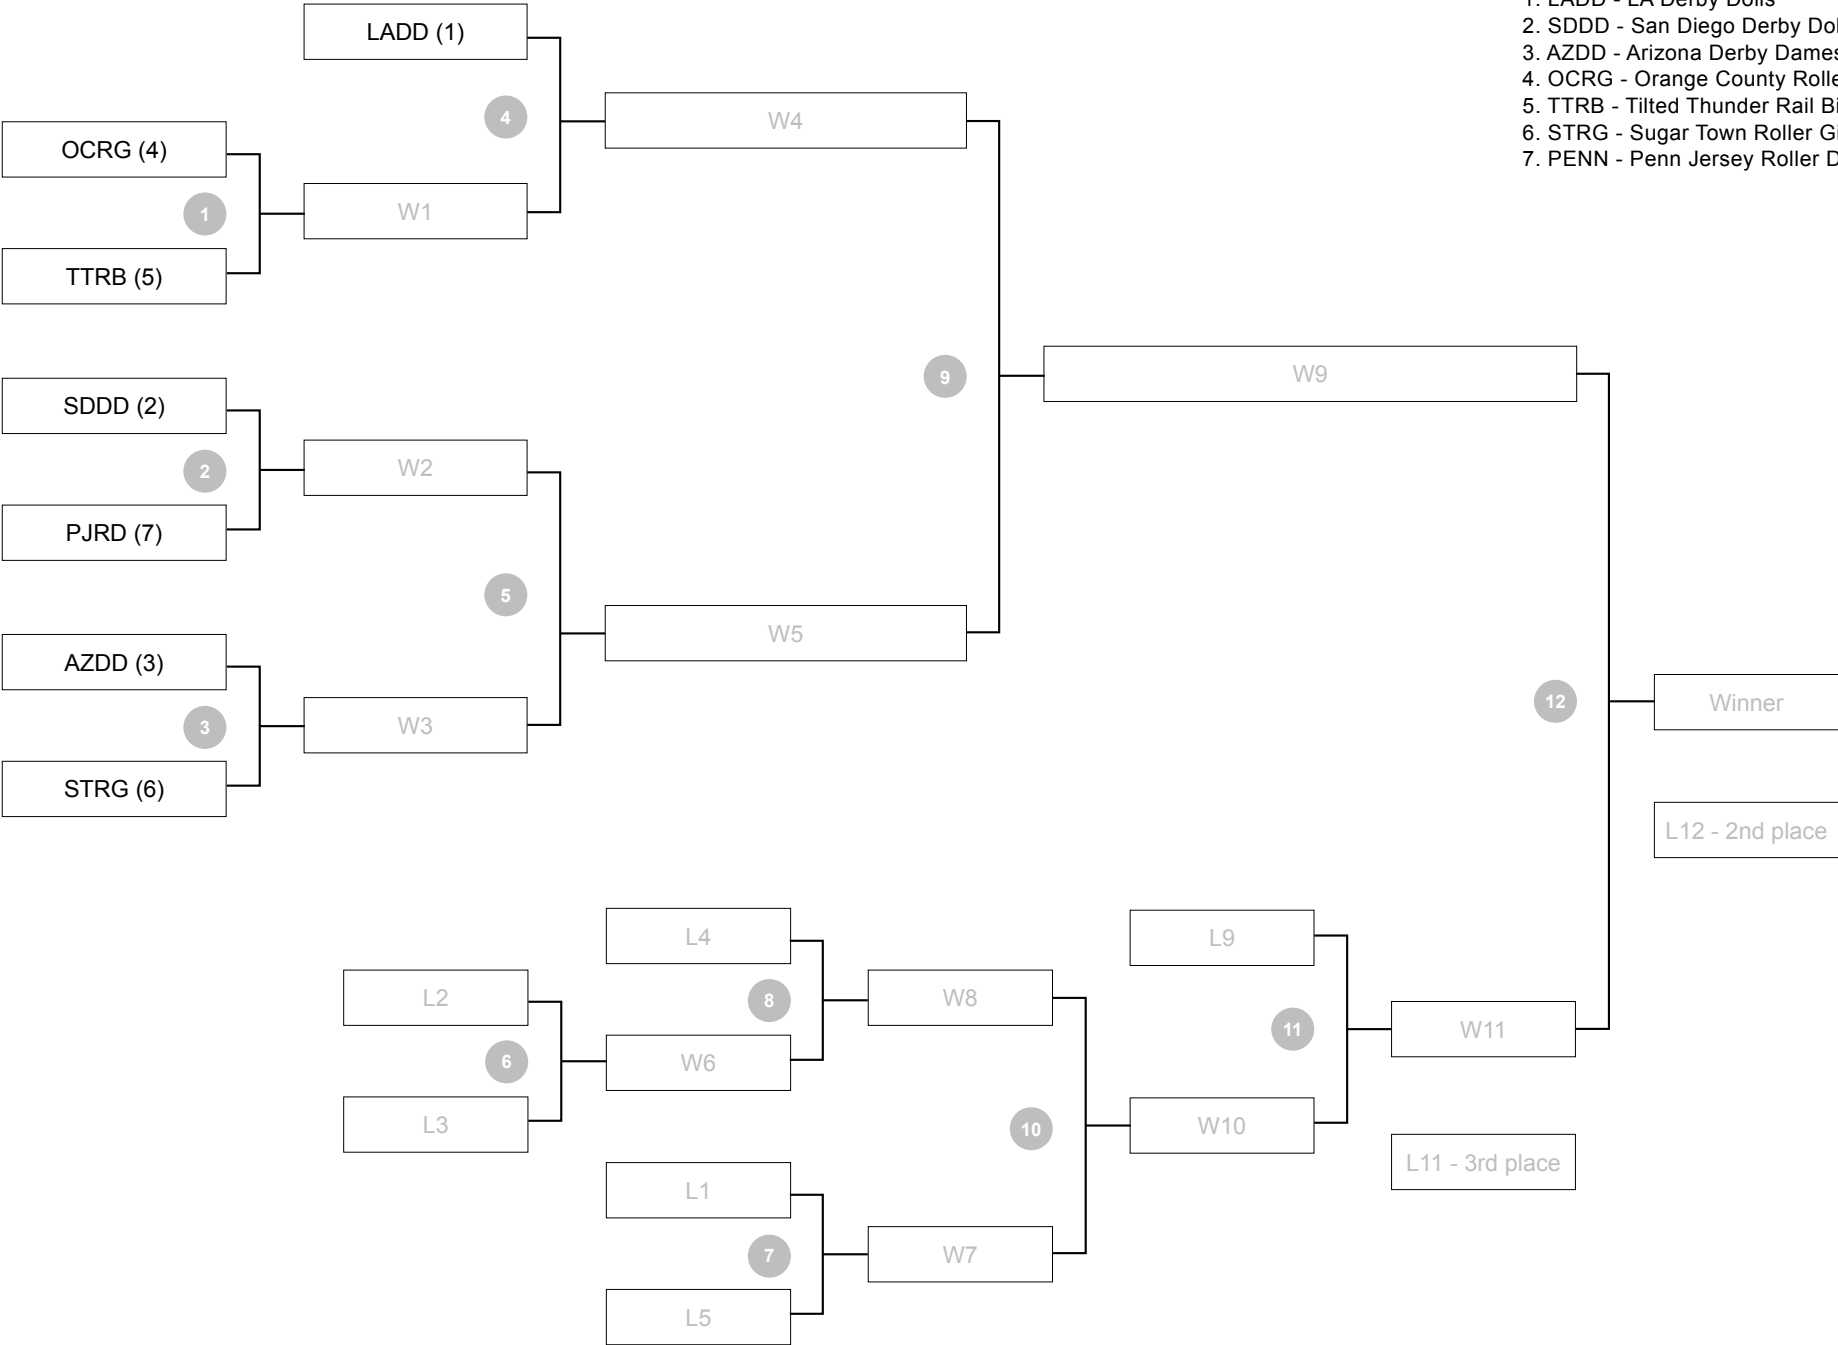 1. LADD - LA Derby Dolls
2. SDDD - San Diego Derby
3. AZDD - Arizona Derby Dames
4. OCRG - Orange County
5. TTRB - Tilted Thunder Rail
6. STRG - Sugar Town Roller
7. PENN - Penn Jersey Roller
LADD (1)
4
W4
OCRG (4)
1
W1
TTRB (5)
SDDD (2)
2
W2
PJRD (7)
9
W9
5
W5
AZDD (3)
3
W3
STRG (6)
12
Winner
L12 - 2nd place
L4
L9
L2
8
W8
6
W6
11
W11
L3
10
W10
L11 - 3rd place
L1
7
W7
L5